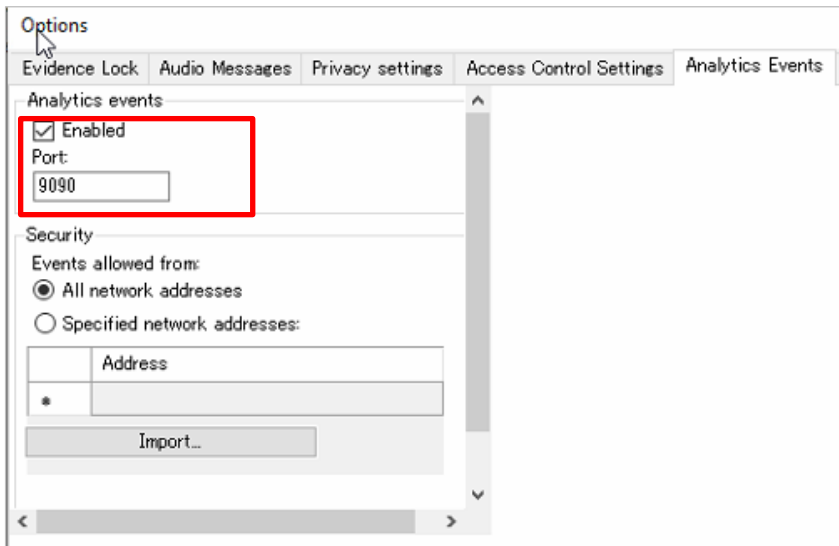 Options
Evidence Lock Audio Messages Privacy settings Access Control Settings Analytics Events
Analytics events
Enabled
Port:
9090
Security
Events allowed from:
All network addresses
Specified network addresses:
Address
*
Import...